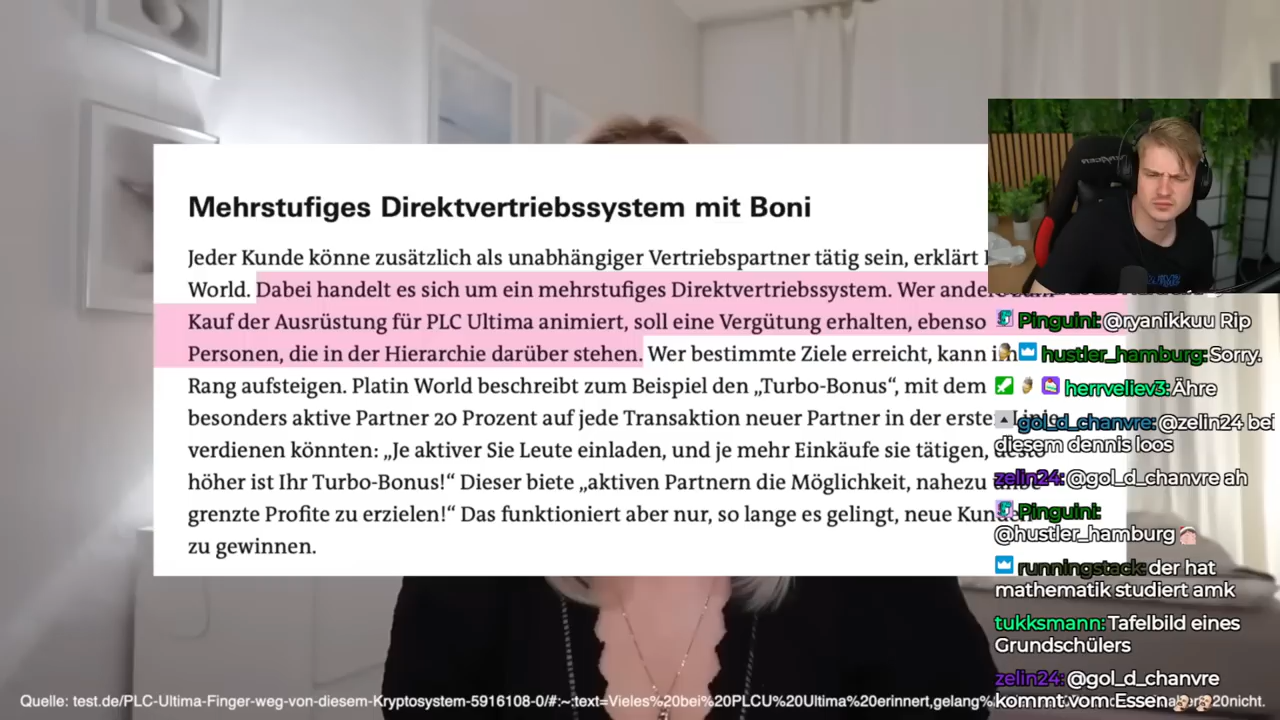 Mehrstufiges Direktvertriebssystem mit Boni
Jeder Kunde könne zusätzlich als unabhängiger Vertriebspartner tätig sein, erklärt
World. Dabei handelt es sich um ein mehrstufiges Direktvertriebssystem. Wer andere zum
Kauf der Ausrüstung für PLC Ultima animiert, soll eine Vergütung erhalten, ebenso
Personen, die in der Hierarchie darüber stehen. Wer bestimmte Ziele erreicht, kann im
Rang aufsteigen. Platin World beschreibt zum Beispiel den „Turbo-Bonus“, mit dem
besonders aktive Partner 20 Prozent auf jede Transaktion neuer Partner in der ersten Linie
verdienen könnten: „Je aktiver Sie Leute einladen, und je mehr Einkäufe sie tätigen, desto
höher ist Ihr Turbo-Bonus!“ Dieser biete „aktiven Partnern die Möglichkeit, nahezu unbe-
grenzte Profite zu erzielen!“ Das funktioniert aber nur, so lange es gelingt, neue Kunden
zu gewinnen.
Pinguini: @ryanikkuu Rip
hustler_hamburg: Sorry.
herrveliev3: Ähre
gol_d_chanvre: @zelin24 bei
diesem dennis loos
zelin24: @gol_d_chanvre ah
Pinguini:
@hustler_hamburg
runningstack: der hat
mathematik studiert amk
tukksmann: Tafelbild eines
Grundschülers
zelin24: @gol_d_chanvre
kommt vom Essen
Quelle: test.de/PLC-Ultima-Finger-weg-von-diesem-Kryptosystem-5916108-0/#:~:text=Vieles%20bei%20PLCU%20Ultima%20erinnert,gelang%20nicht.